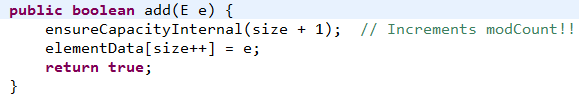 public boolean add(E e) {
    ensureCapacityInternal(size + 1);  // Increments modCount!!
    elementData[size++] = e;
    return true;
}